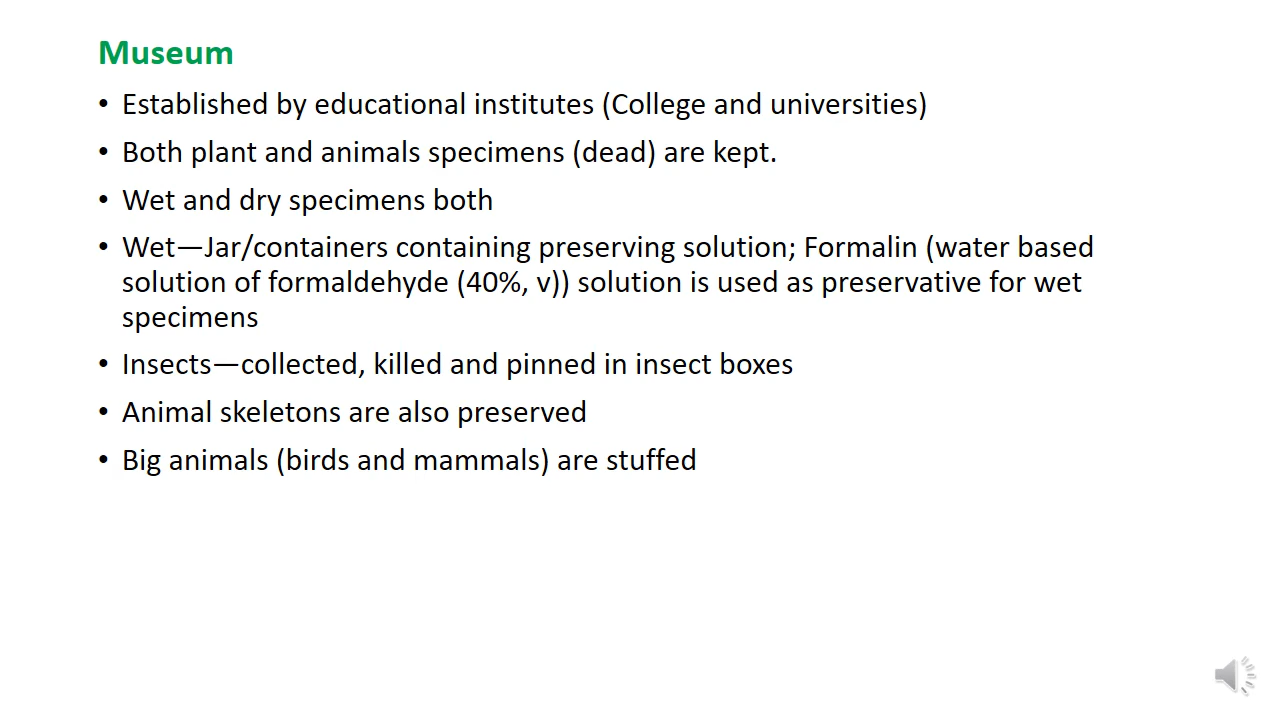 Museum
• Established by educational institutes (College and universities)
• Both plant and animals specimens (dead) are kept.
• Wet and dry specimens both
• Wet—Jar/containers containing preserving solution; Formalin (water based
solution of formaldehyde (40%, v)) solution is used as preservative for wet
specimens
• Insects—collected, killed and pinned in insect boxes
• Animal skeletons are also preserved
• Big animals (birds and mammals) are stuffed